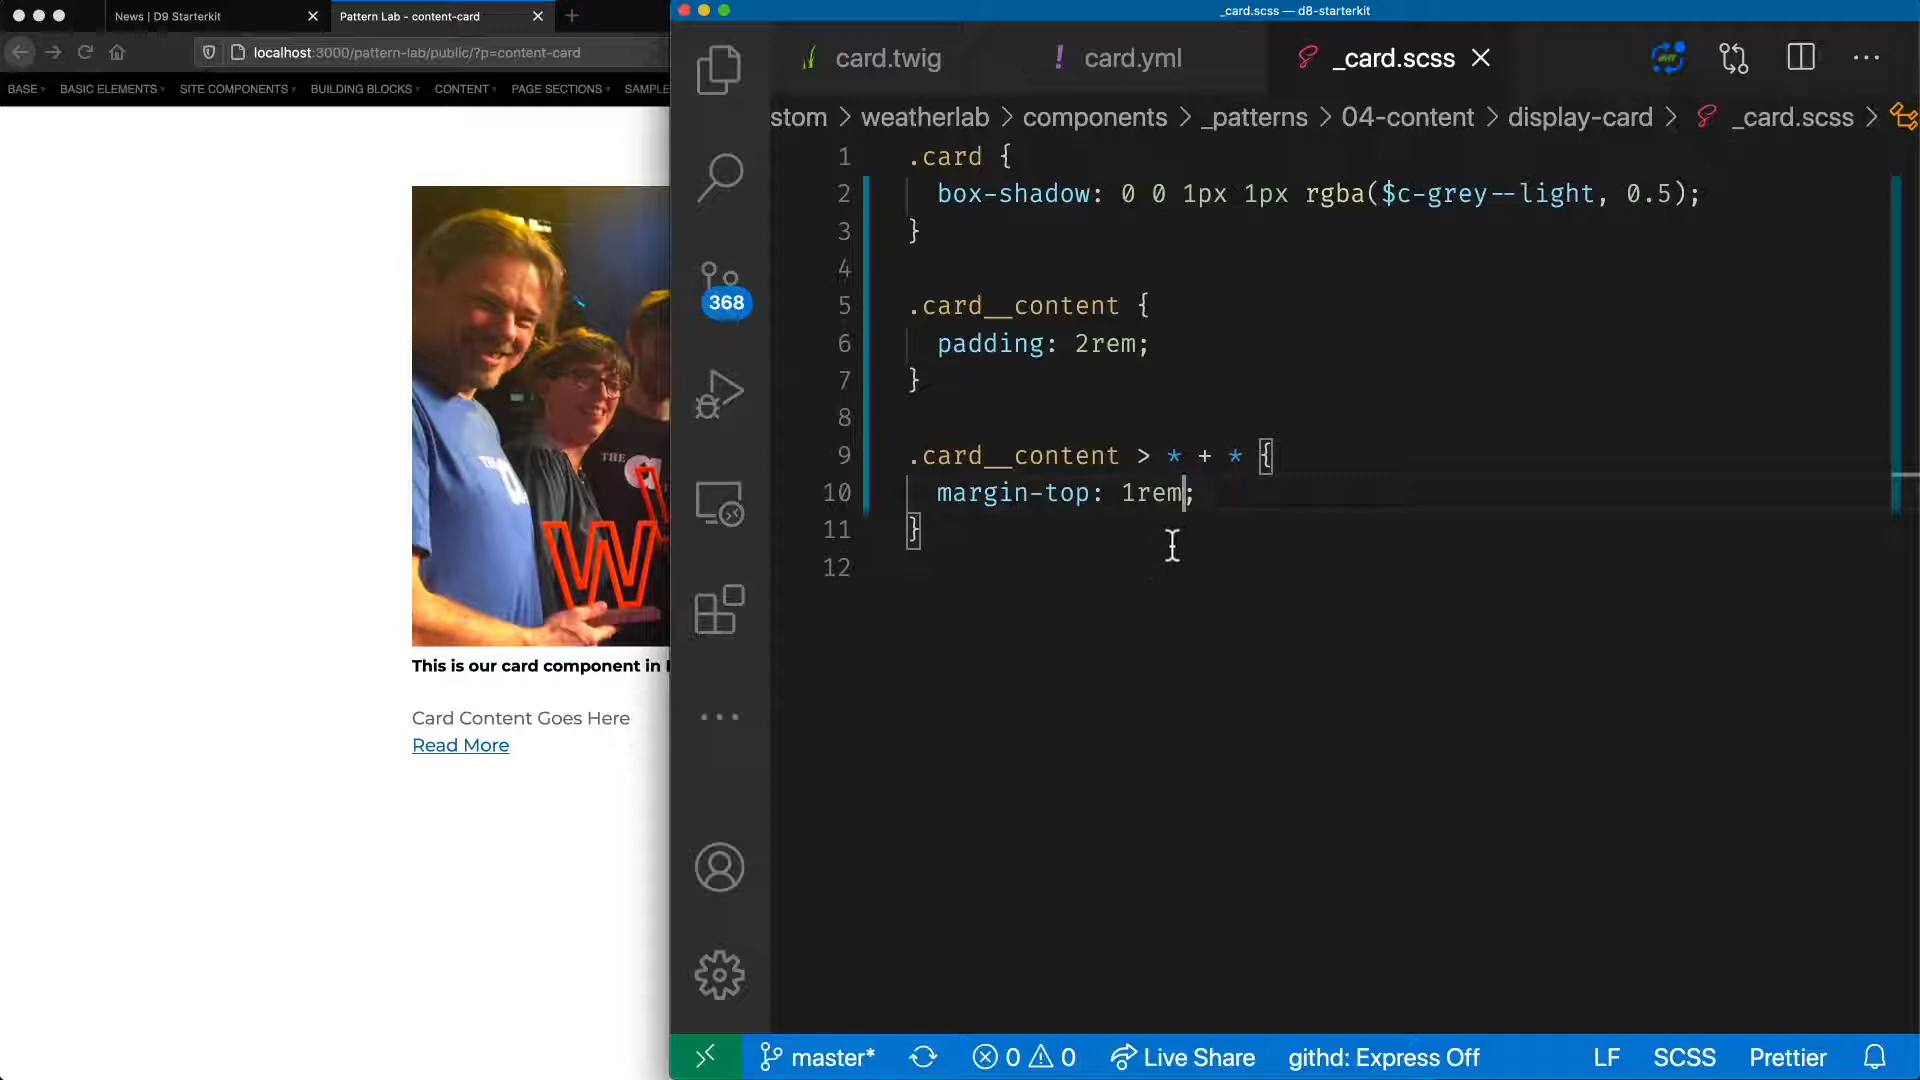 News | D9 Starterkit
Pattern Lab - content-card
localhost:3000/pattern-lab/public/?p=content-card
BASE BASIC ELEMENTS SITE COMPONENTS BUILDING BLOCKS CONTENT PAGE SECTIONS SAMPLE
THE
W
This is our card component in
Card Content Goes Here
Read More
_card.scss — d8-starterkit
card.twig
! card.yml
_card.scss
stom > weatherlab > components > _patterns > 04-content > display-card > _card.scss >
368
1 .card {
2 box-shadow: 0 0 1px 1px rgba($c-grey--light, 0.5);
3 }
4
5 .card__content {
6 padding: 2rem;
7 }
8
9 .card__content > * + * {
10 margin-top: 1rem;
11 }
12
master* 0 0 Live Share githd: Express Off LF SCSS Prettier